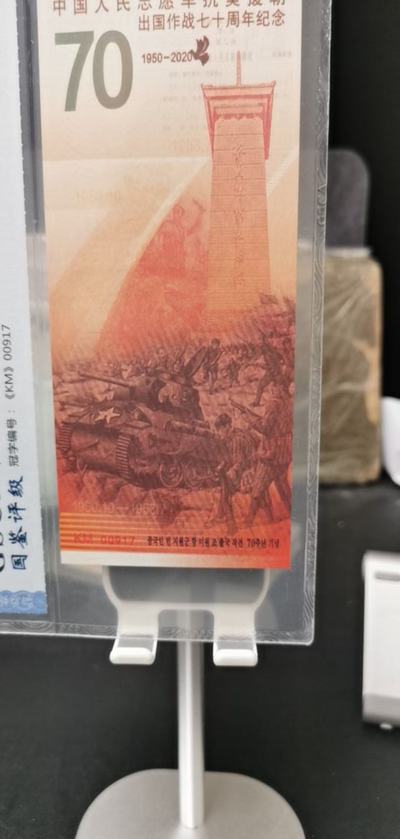 中国人民志愿军抗美援朝
出国作战七十周年纪念
70
1950-2020
KM 00917
중국인민지원군항미원조출국작전 70주년기념
国鉴评级
冠字编号：《KM》00917